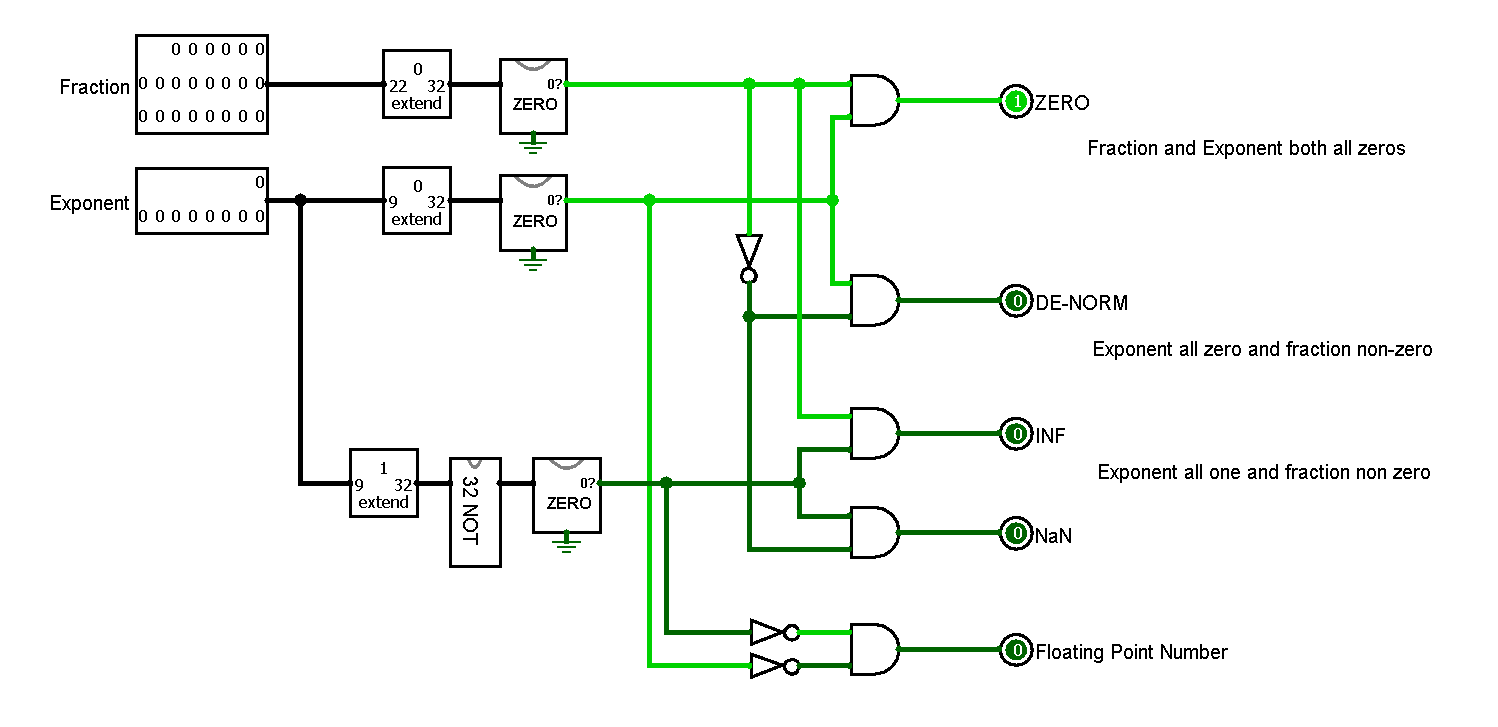 0 0 0 0 0 0
Fraction
0 0 0 0 0 0 0 0
0 0 0 0 0 0 0 0
0
22 32
extend
0?
ZERO
1
ZERO
Fraction and Exponent both all zeros
Exponent
0
0 0 0 0 0 0 0 0
0
9 32
extend
0?
ZERO
0
DE-NORM
Exponent all zero and fraction non-zero
0
INF
Exponent all one and fraction non zero
1
9 32
extend
32 NOT
0?
ZERO
0
NaN
0
Floating Point Number